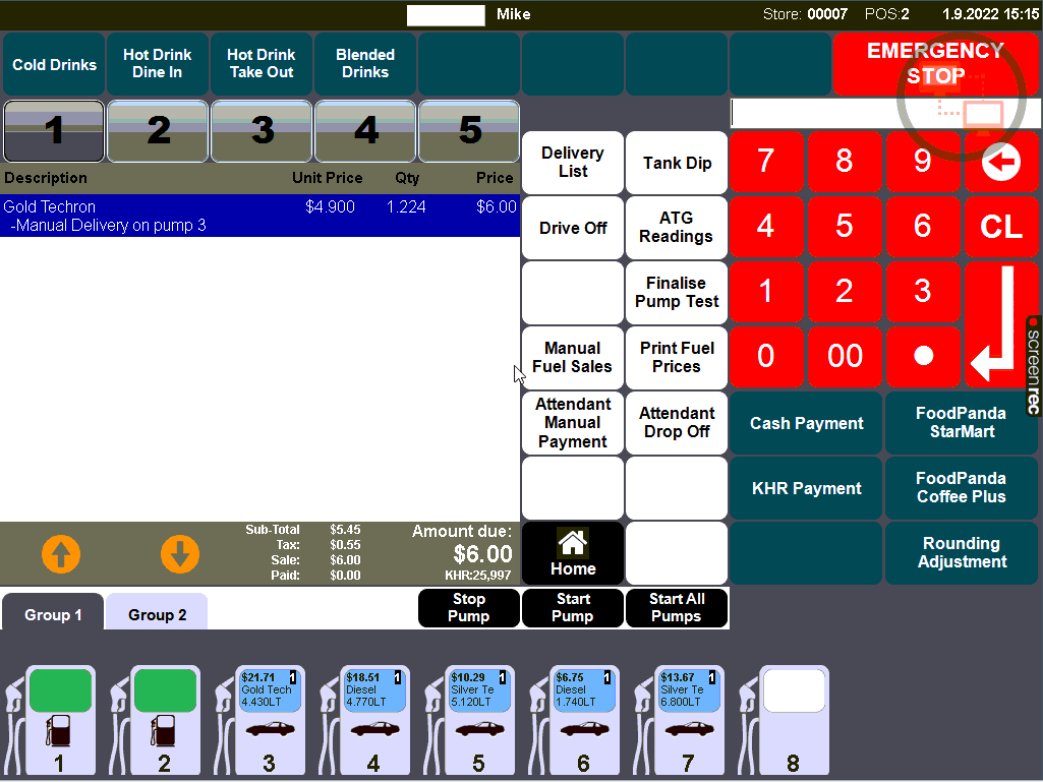 Mike
Store: 00007 POS:2 1.9.2022 15:15
Cold Drinks
Hot Drink
Dine In
Hot Drink
Take Out
Blended
Drinks
EMERGENCY
STOP
1 2 3 4 5
Description Unit Price Qty Price
Gold Techron $4.900 1.224 $6.00
-Manual Delivery on pump 3
Delivery
List
Tank Dip
Drive Off
ATG
Readings
Finalise
Pump Test
Manual
Fuel Sales
Print Fuel
Prices
Attendant
Manual
Payment
Attendant
Drop Off
Home
7 8 9
4 5 6 CL
1 2 3
0 00
screenrec
Cash Payment
FoodPanda
StarMart
KHR Payment
FoodPanda
Coffee Plus
Rounding
Adjustment
Sub-Total $5.45
Tax: $0.55
Sale: $6.00
Paid: $0.00
Amount due:
$6.00
KHR:25,997
Group 1
Group 2
Stop
Pump
Start
Pump
Start All
Pumps
1
2
$21.71 1
Gold Tech
4.430LT
3
$18.51 1
Diesel
4.770LT
4
$10.29 1
Silver Te
5.120LT
5
$6.75 1
Diesel
1.740LT
6
$13.67 1
Silver Te
6.800LT
7
8